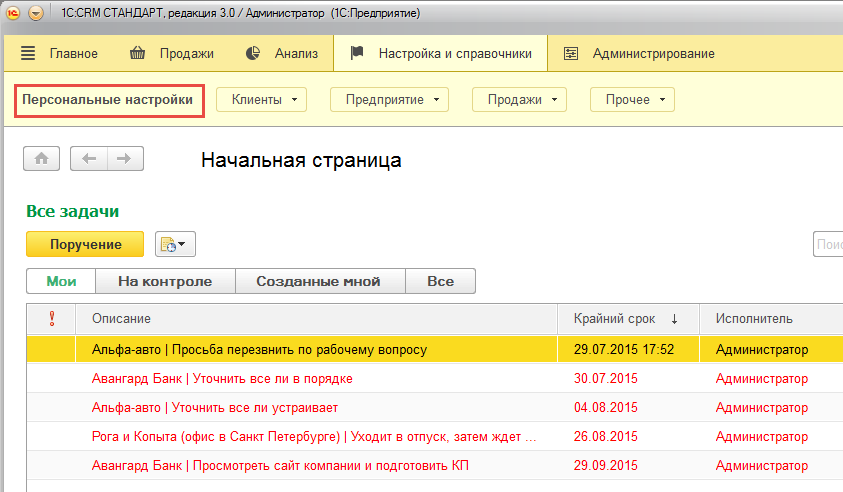 1С:CRM СТАНДАРТ, редакция 3.0 / Администратор (1С:Предприятие)
Главное Продажи Анализ Настройка и справочники Администрирование
Персональные настройки Клиенты Предприятие Продажи Прочее
Начальная страница
Все задачи
Поручение Поис
Мои На контроле Созданные мной Все
Описание Крайний срок ↓ Исполнитель
Альфа-авто | Просьба перезвнить по рабочему вопросу 29.07.2015 17:52 Администратор
Авангард Банк | Уточнить все ли в порядке 30.07.2015 Администратор
Альфа-авто | Уточнить все ли устраивает 04.08.2015 Администратор
Рога и Копыта (офис в Санкт Петербурге) | Уходит в отпуск, затем ждет ... 26.08.2015 Администратор
Авангард Банк | Просмотреть сайт компании и подготовить КП 29.09.2015 Администратор